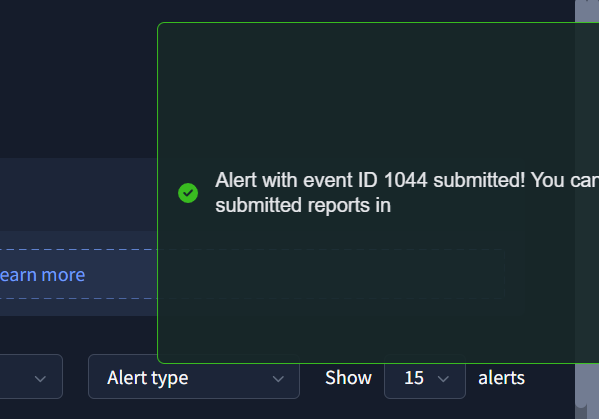 Alert with event ID 1044 submitted! You can
submitted reports in
earn more
Alert type
Show 15 alerts